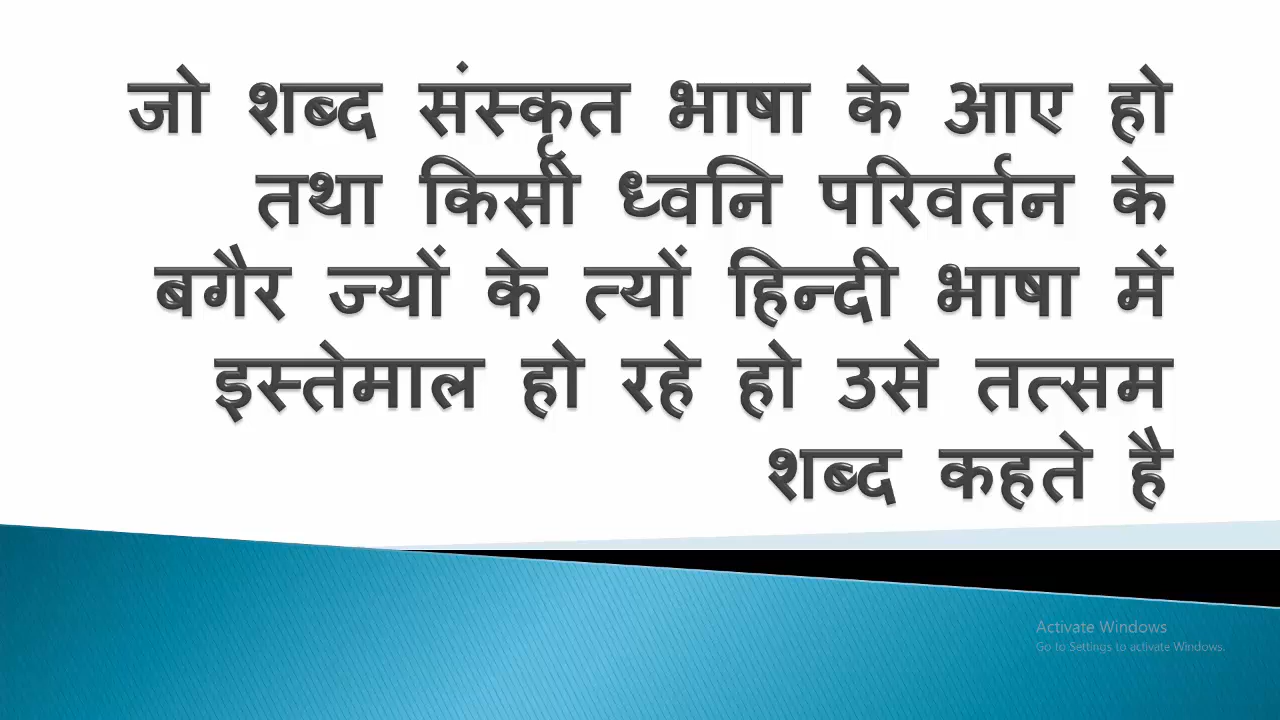 जो शब्द संस्कृत भाषा के आए हो
तथा किसी ध्वनि परिवर्तन के
बगैर ज्यों के त्यों हिन्दी भाषा में
इस्तेमाल हो रहे हो उसे तत्सम
शब्द कहते है
Activate Windows
Go to Settings to activate Windows.